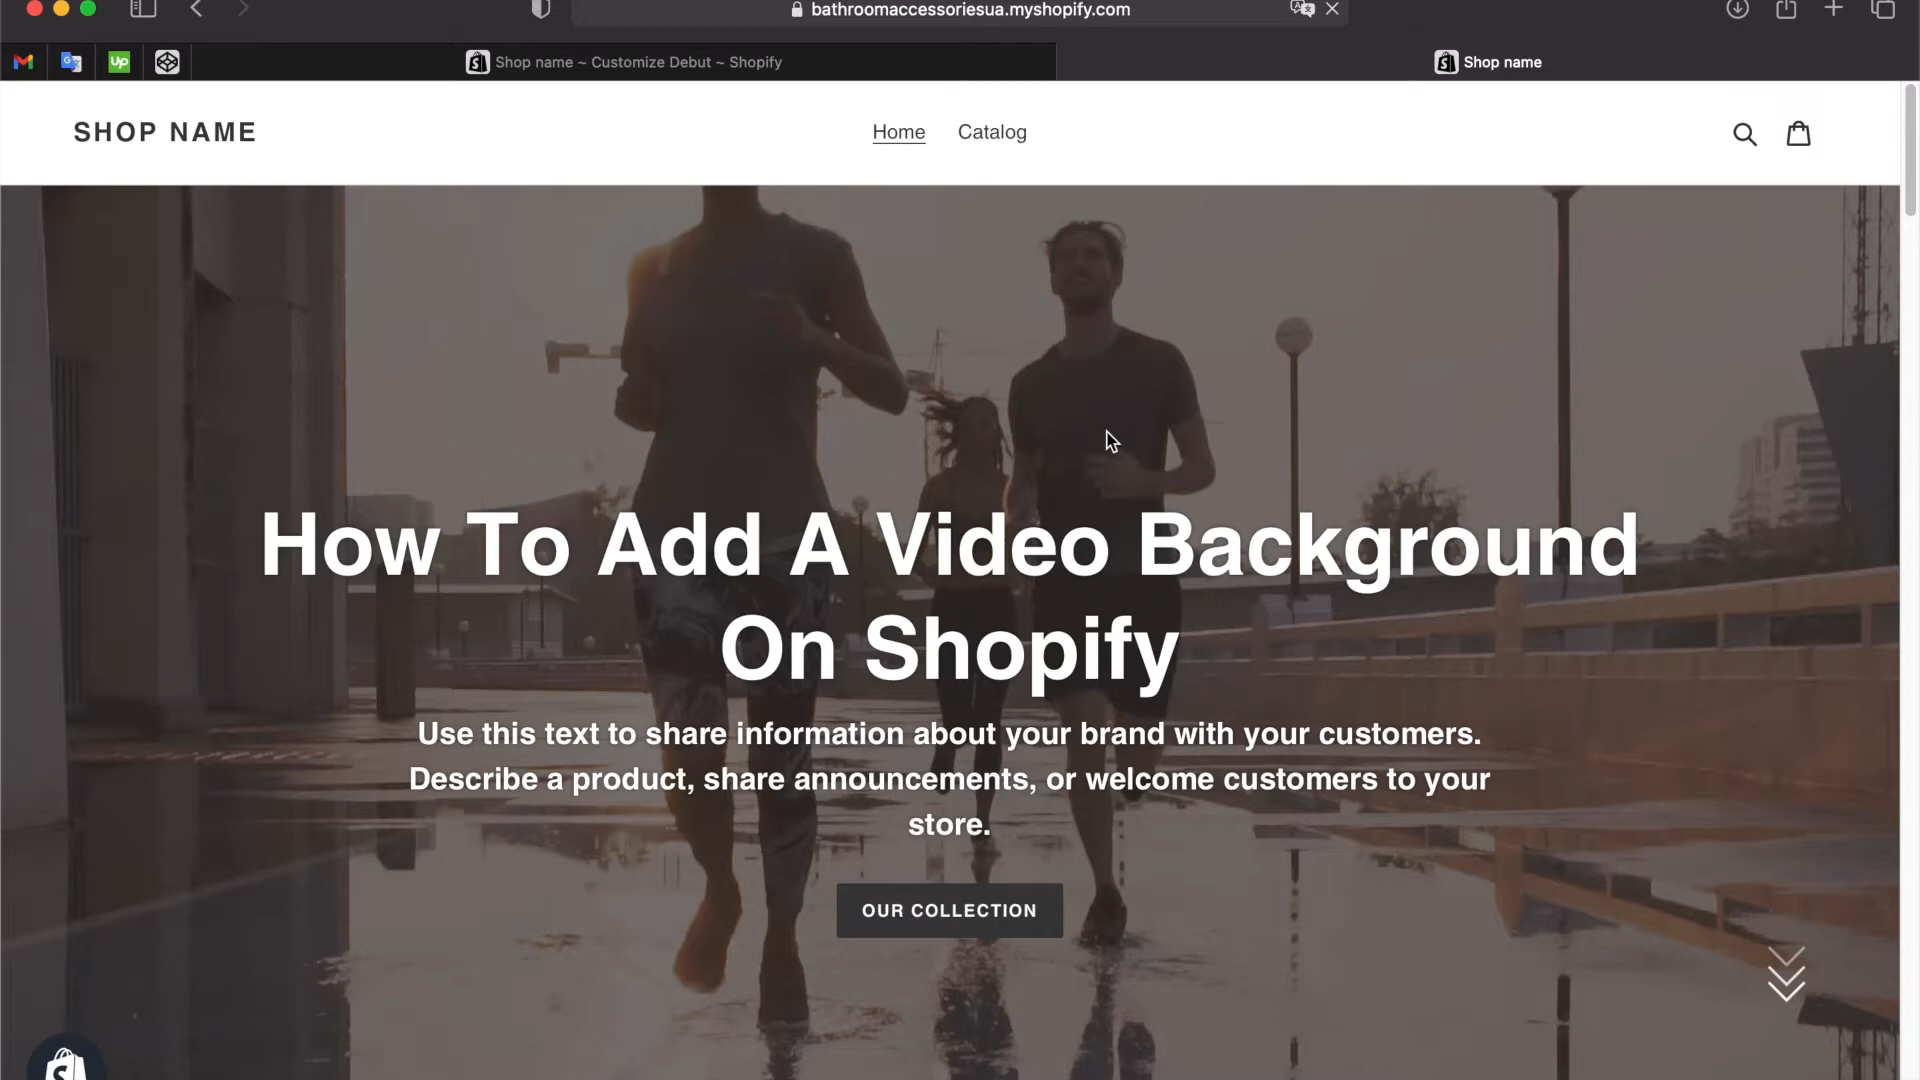 bathroomaccessoriesua.myshopify.com
Up
Shop name ~ Customize Debut ~ Shopify
Shop name
SHOP NAME
Home
Catalog
How To Add A Video Background
On Shopify
Use this text to share information about your brand with your customers.
Describe a product, share announcements, or welcome customers to your
store.
OUR COLLECTION